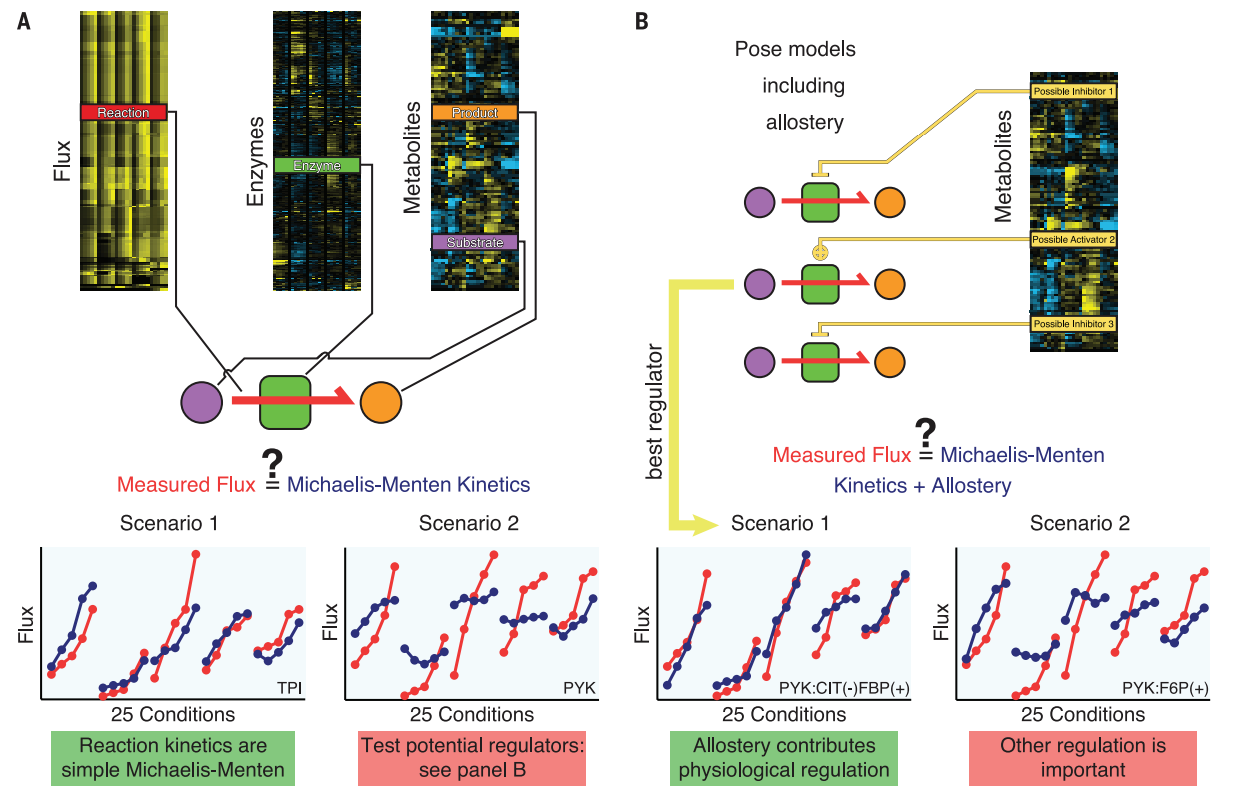 A
Flux
Reaction
Enzymes
Enzyme
Metabolites
Product
Substrate
?
=
Measured Flux
Michaelis-Menten Kinetics
Scenario 1
Flux
TPI
25 Conditions
Reaction kinetics are
simple Michaelis-Menten
Scenario 2
Flux
PYK
25 Conditions
Test potential regulators:
see panel B
B
Pose models
including
allostery
Metabolites
Possible Inhibitor 1
Possible Activator 2
Possible Inhibitor 3
best regulator
?
=
Measured Flux
Michaelis-Menten
Kinetics + Allostery
Scenario 1
Flux
PYK:CIT(-)FBP(+)
25 Conditions
Allostery contributes
physiological regulation
Scenario 2
Flux
PYK:F6P(+)
25 Conditions
Other regulation is
important